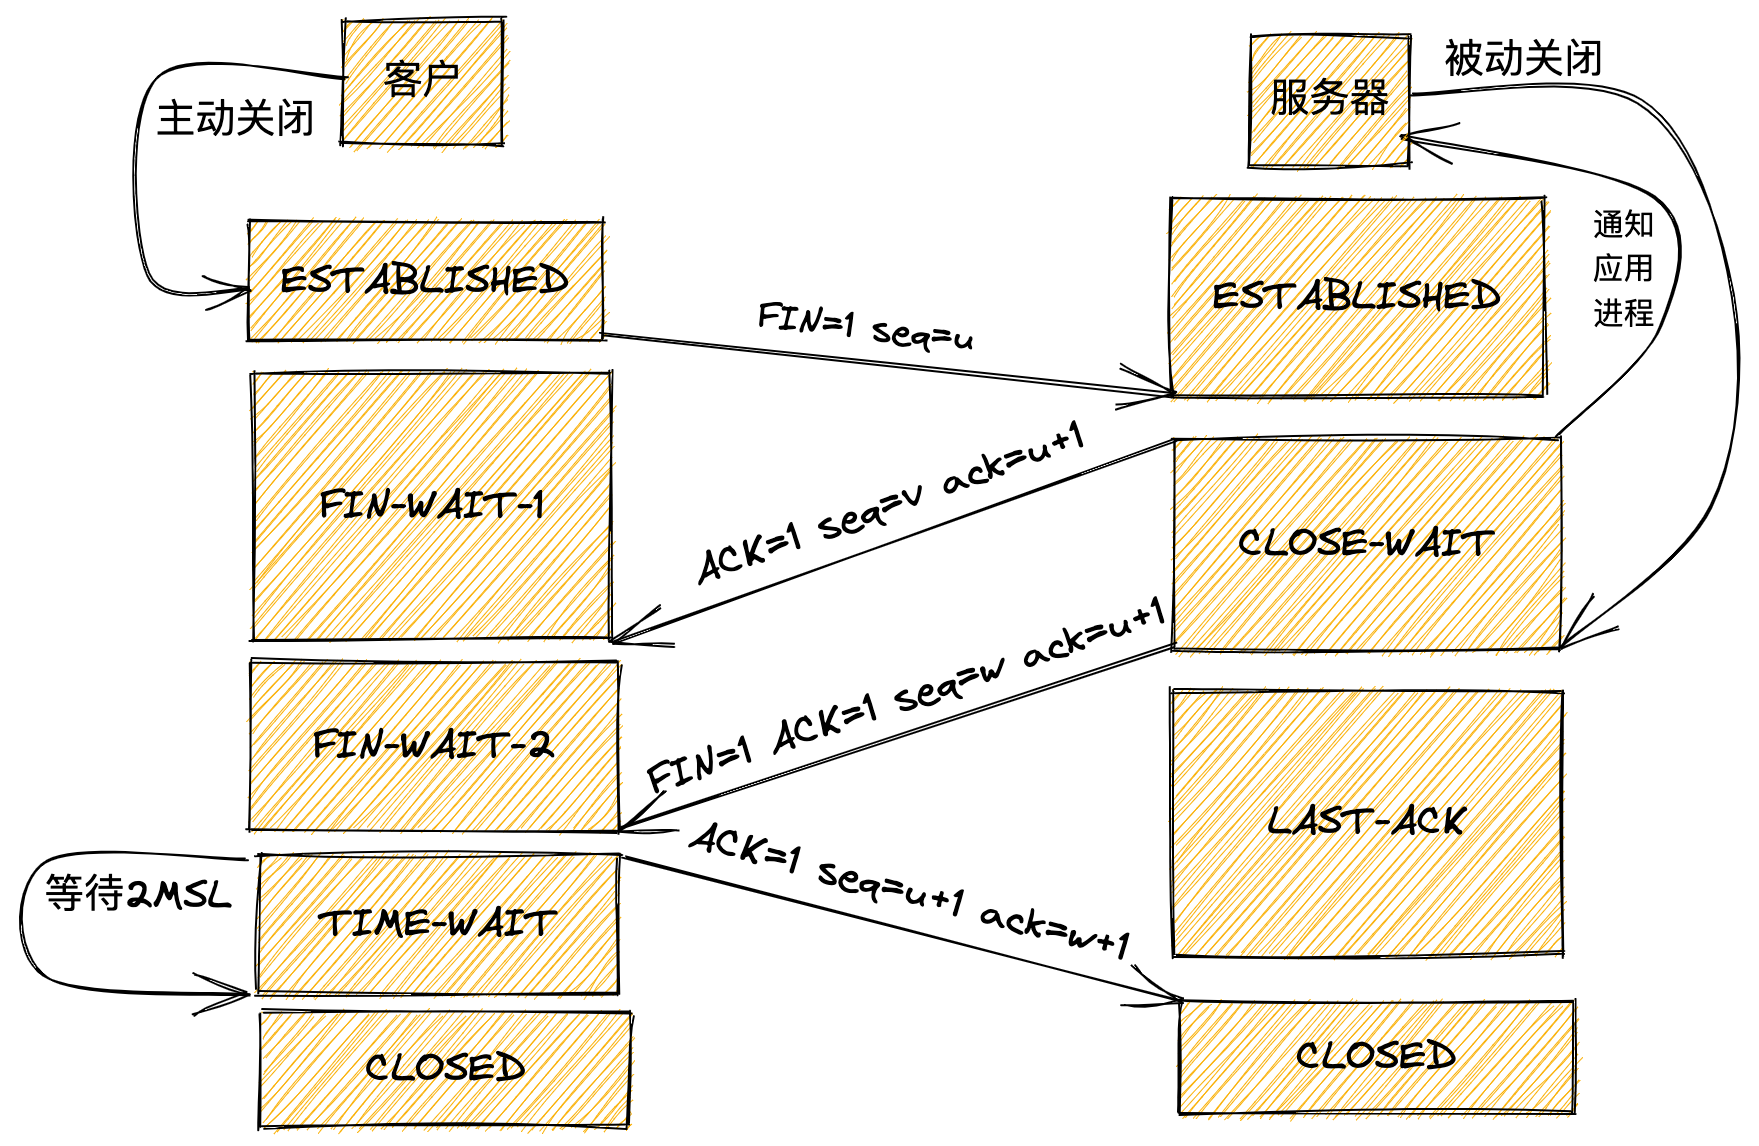 客户
服务器
被动关闭
主动关闭
通知
应用
进程
ESTABLISHED
ESTABLISHED
FIN=1 seq=u
FIN-WAIT-1
ACK=1 seq=v ack=u+1
CLOSE-WAIT
FIN-WAIT-2
FIN=1 ACK=1 seq=w ack=u+1
LAST-ACK
ACK=1 seq=u+1 ack=w+1
等待2MSL
TIME-WAIT
CLOSED
CLOSED